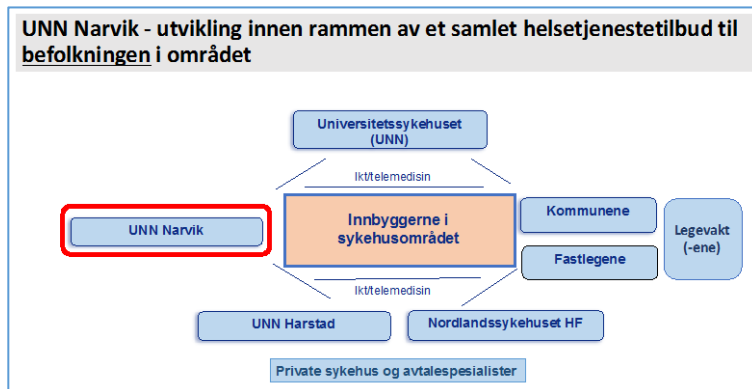 UNN Narvik - utvikling innen rammen av et samlet helsetjenestetilbud til
befolkningen i området
Universitetssykehuset
(UNN)
Ikt/telemedisin
UNN Narvik
Innbyggerne i
sykehusområdet
Kommunene
Fastlegene
Legevakt
(-ene)
Ikt/telemedisin
UNN Harstad
Nordlandssykehuset HF
Private sykehus og avtalespesialister